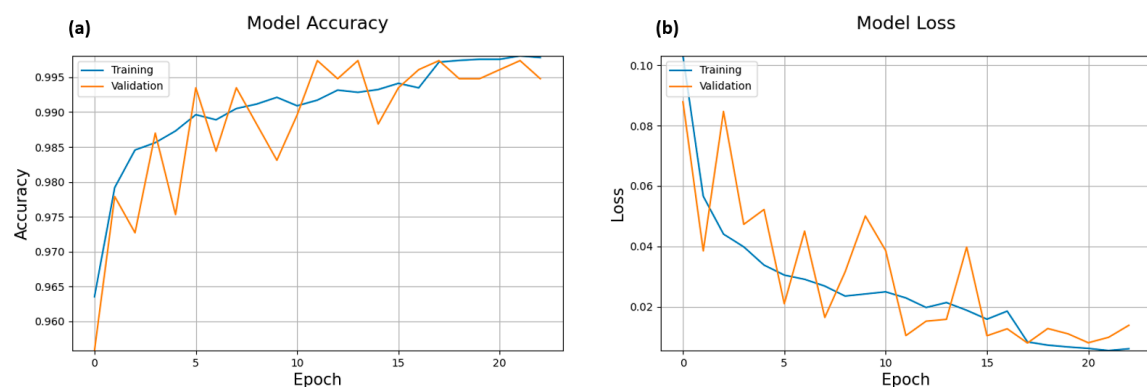 (a)
Model Accuracy
Training
Validation
0.995
0.990
0.985
0.980
0.975
0.970
0.965
0.960
Accuracy
0 5 10 15 20
Epoch
(b)
Model Loss
Training
Validation
0.10
0.08
0.06
0.04
0.02
Loss
0 5 10 15 20
Epoch